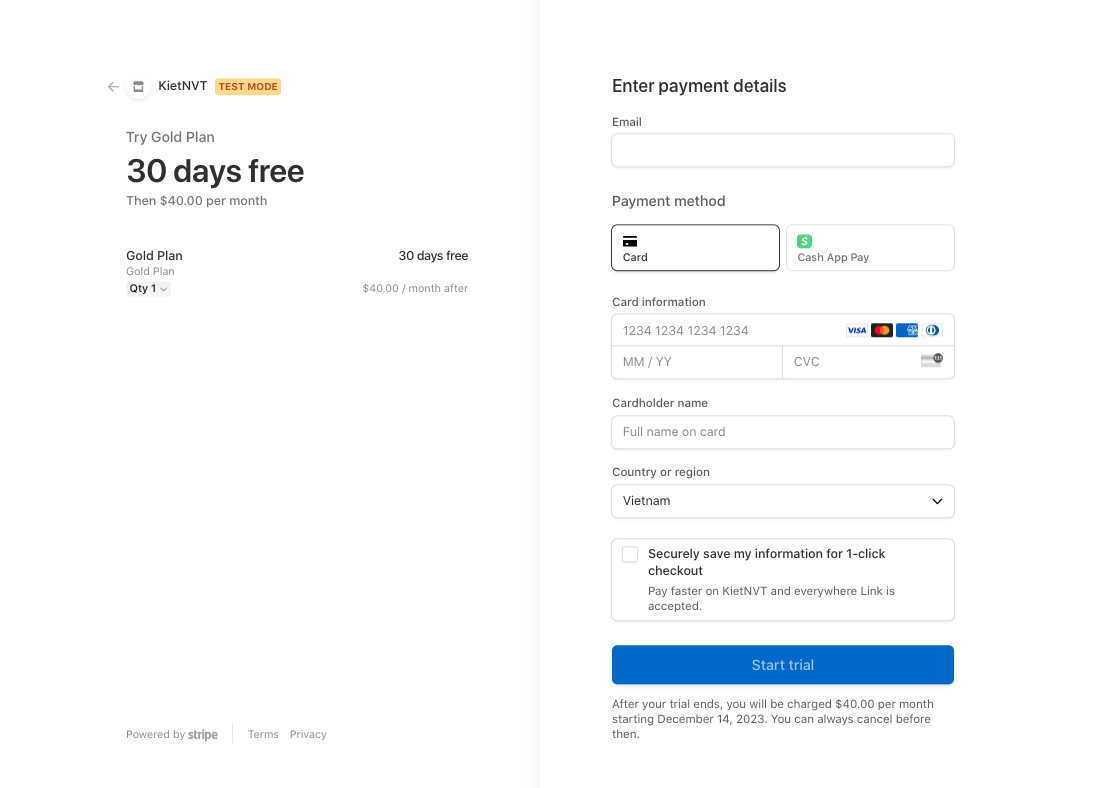 KietNVT TEST MODE
Try Gold Plan
30 days free
Then $40.00 per month
Gold Plan 30 days free
Gold Plan
Qty 1 $40.00 / month after
Powered by stripe Terms Privacy
Enter payment details
Email
Payment method
Card Cash App Pay
Card information
1234 1234 1234 1234 VISA
MM / YY CVC
Cardholder name
Full name on card
Country or region
Vietnam
Securely save my information for 1-click
checkout
Pay faster on KietNVT and everywhere Link is
accepted.
Start trial
After your trial ends, you will be charged $40.00 per month
starting December 14, 2023. You can always cancel before
then.